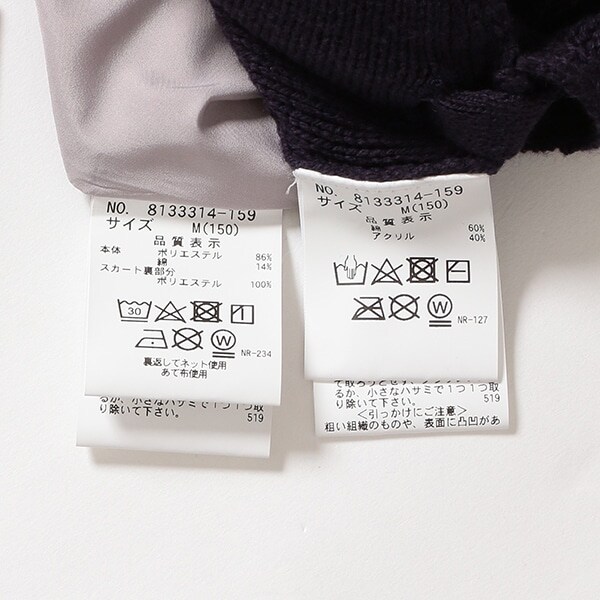 NO. 8133314-159
サイズ M(150)
品質表示
本体 ポリエステル 86%
綿 14%
スカート裏部分
ポリエステル 100%
30
W
NR-234
裏返してネット使用
あて布使用
るか、小さなハサミで1つ1つ取
り除いて下さい。
519
NO. 8133314-159
サイズ M(150)
品質表示
綿 60%
アクリル 40%
W
NR-127
るか、小さなハサミで1つ1つ取
り除いて下さい。 519
〈引っかけにご注意〉
粗い組織のものや、表面に凸凹があ